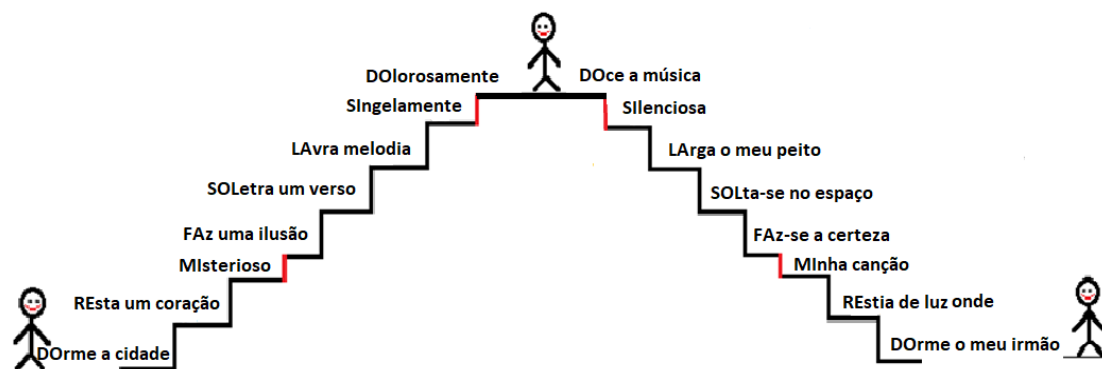 DOrme a cidade
REsta um coração
MIsterioso
FAz uma ilusão
SOLetra um verso
LAvra melodia
SIngelamente
DOlorosamente
DOce a música
SIlenciosa
LArga o meu peito
SOLta-se no espaço
FAz-se a certeza
MInha canção
REstia de luz onde
DOrme o meu irmão